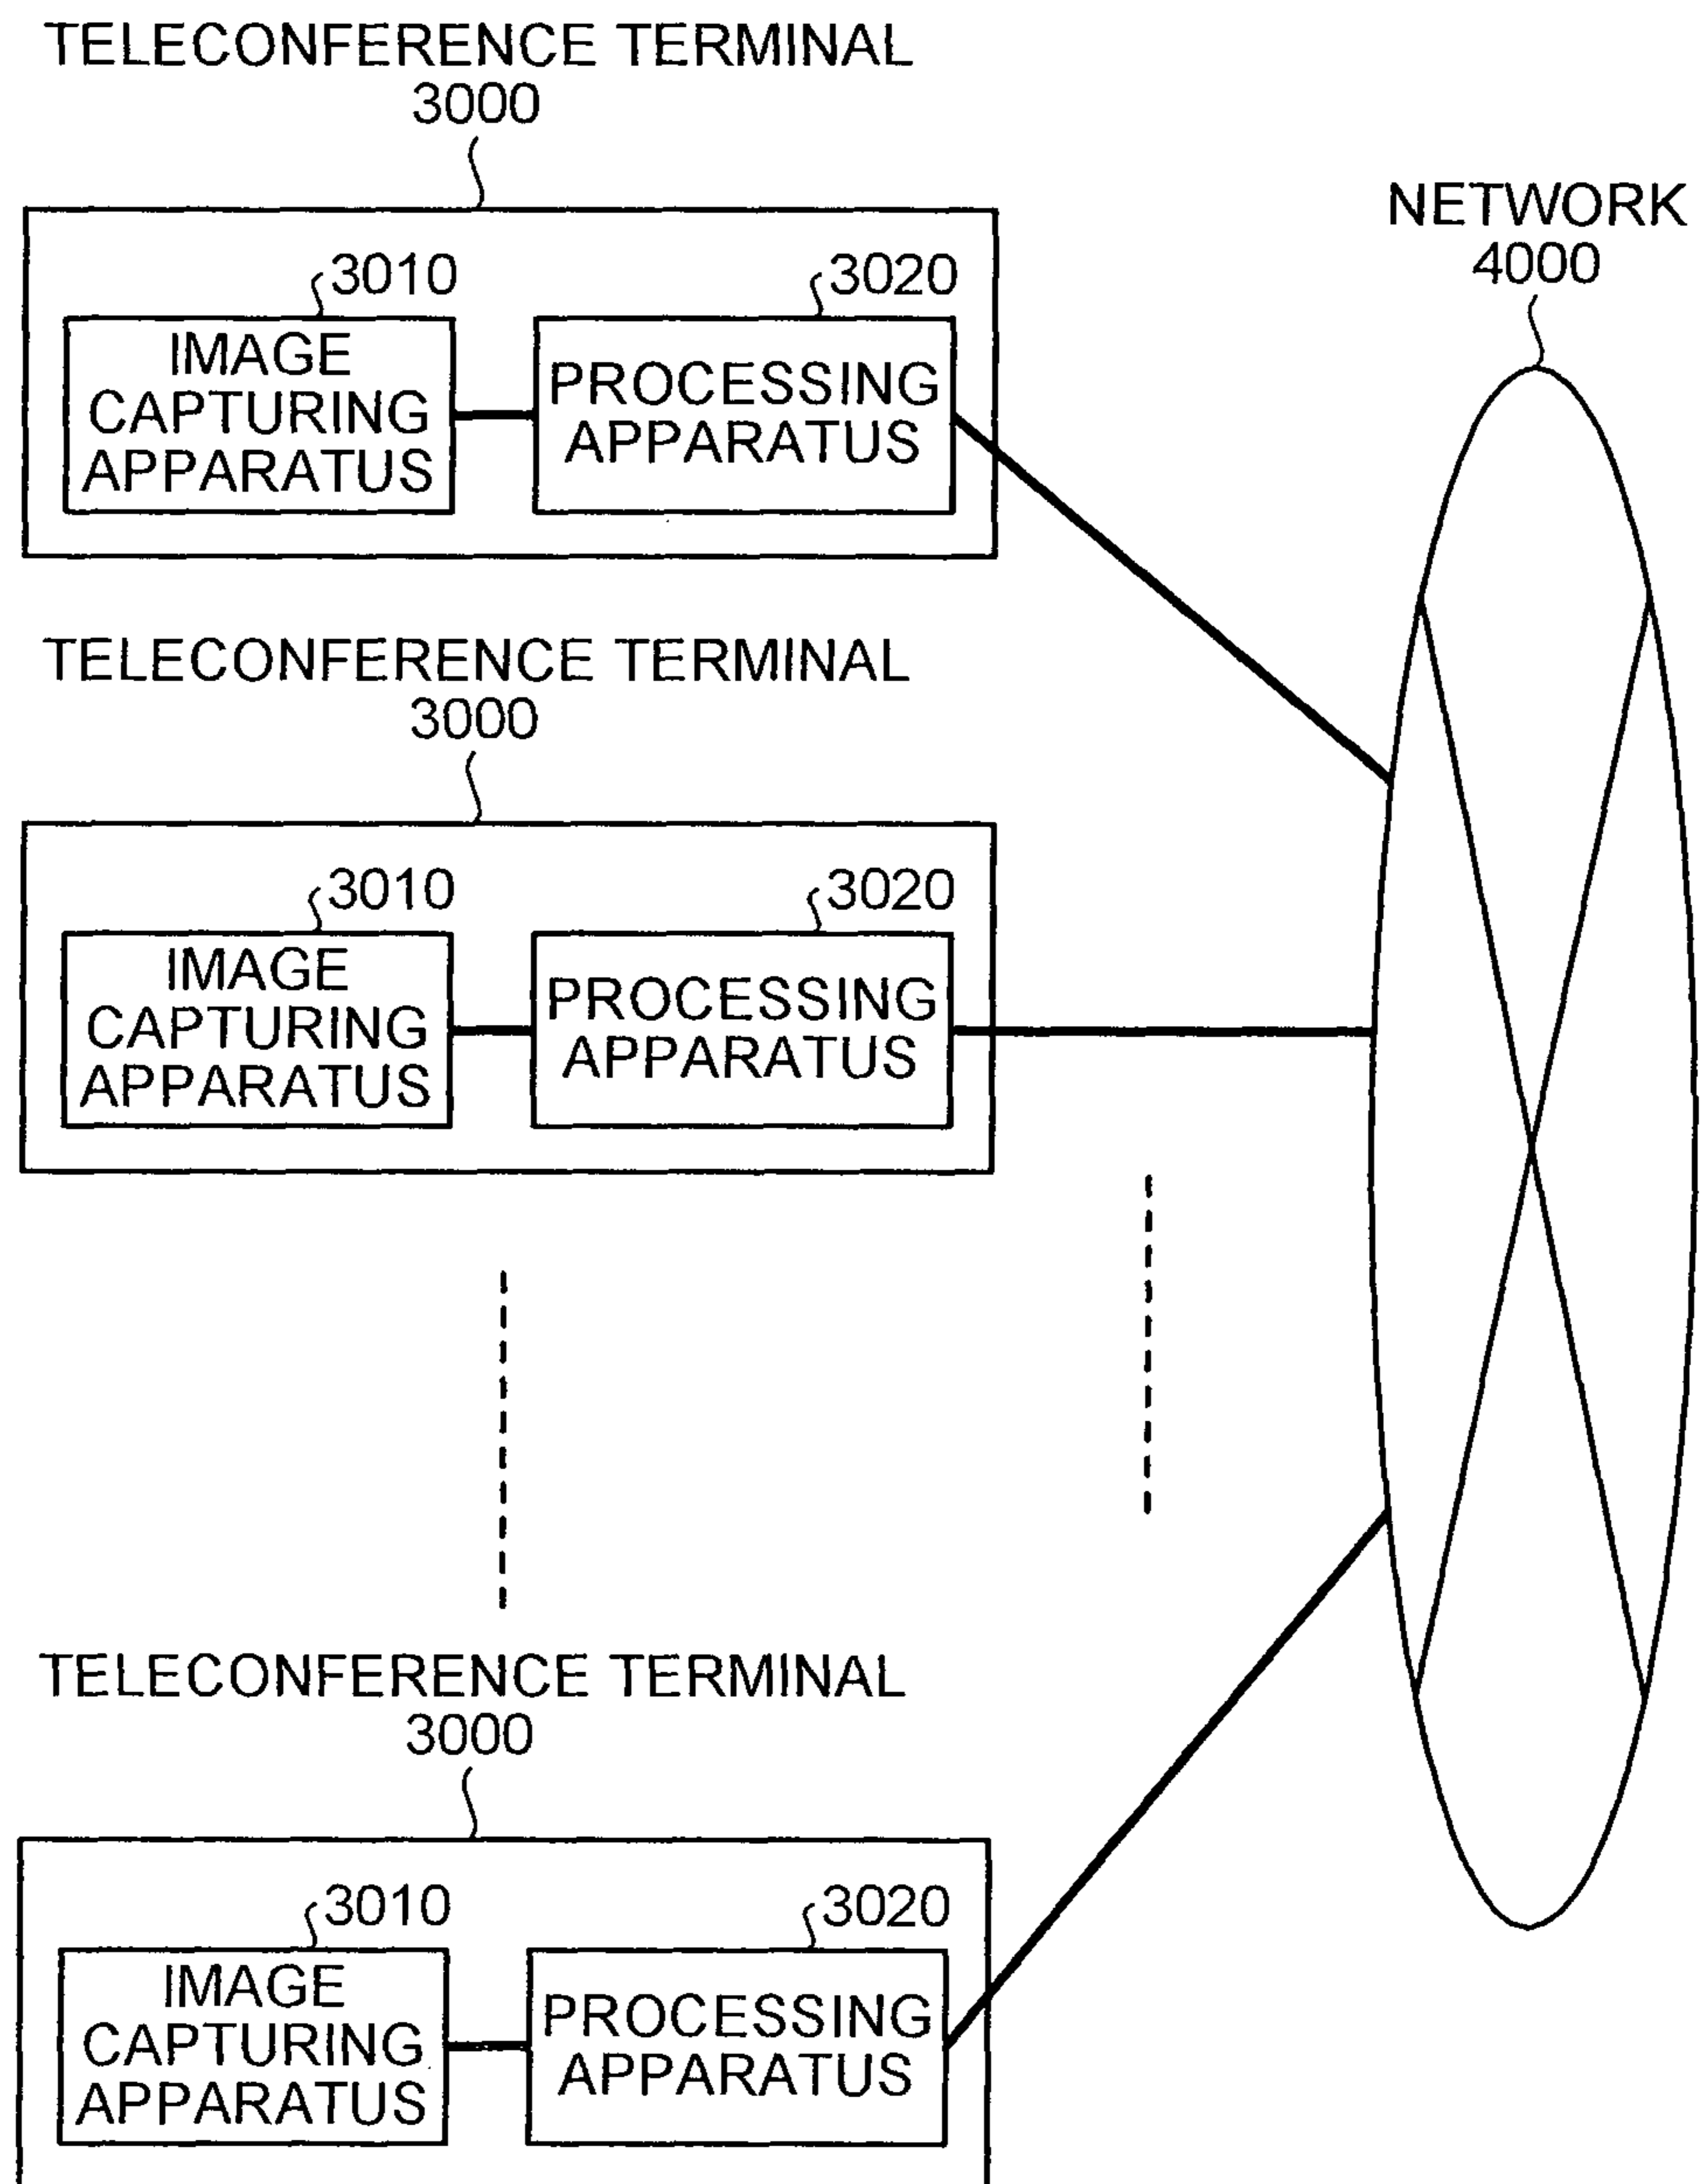 TELECONFERENCE TERMINAL
3000
NETWORK
4000
3010
3020
IMAGE
CAPTURING
APPARATUS
PROCESSING
APPARATUS
TELECONFERENCE TERMINAL
3000
3010
3020
IMAGE
CAPTURING
APPARATUS
PROCESSING
APPARATUS
TELECONFERENCE TERMINAL
3000
3010
3020
IMAGE
CAPTURING
APPARATUS
PROCESSING
APPARATUS